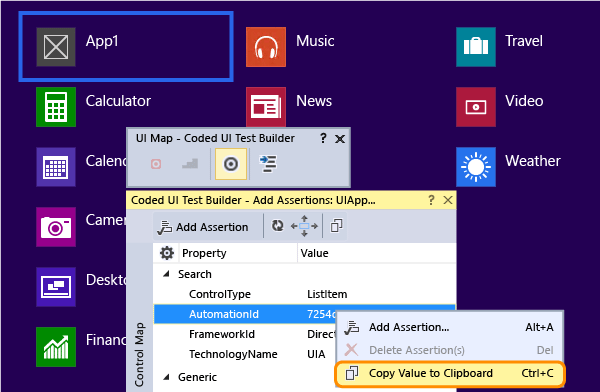 App1
Music
Travel
Calculator
News
Video
UI Map - Coded UI Test Builder ? ×
Calend
Weather
Camer
Coded UI Test Builder - Add Assertions: UIApp... ? ×
Add Assertion
Property Value
Search
ControlType ListItem
Deskto
AutomationId 7254c
FrameworkId Direc
TechnologyName UIA
Generic
Financ
Control Map
Add Assertion... Alt+A
Delete Assertion(s) Del
Copy Value to Clipboard Ctrl+C